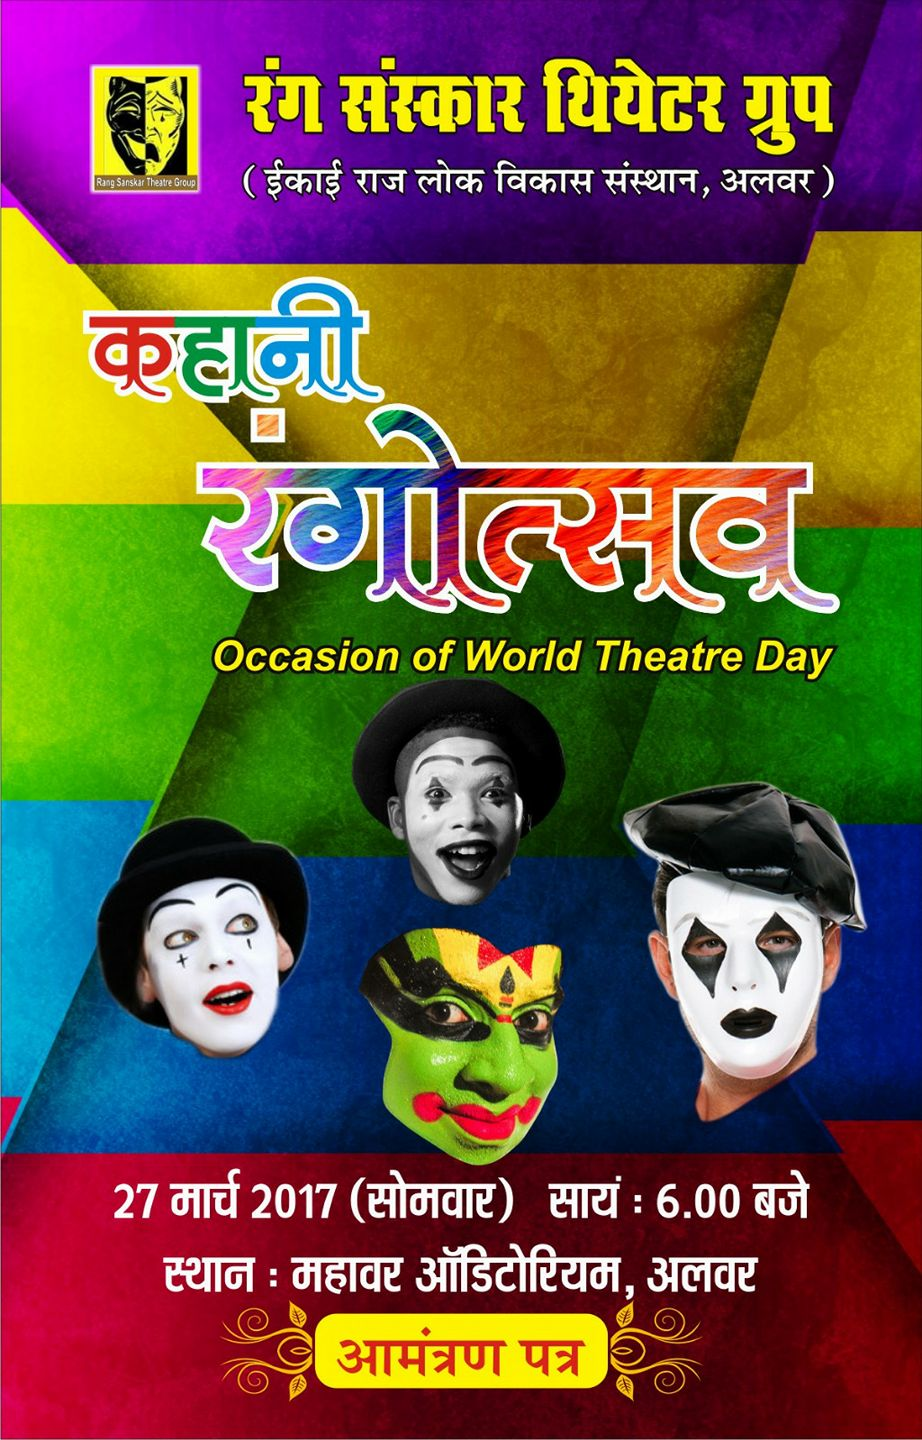 Rang Sanskar Theatre Group
रंग संस्कार थियेटर ग्रुप
( ईकाई राज लोक विकास संस्थान, अलवर )
कहानी
रंगोत्सव
Occasion of World Theatre Day
27 मार्च 2017 (सोमवार) सायं : 6.00 बजे
स्थान : महावर ऑडिटोरियम, अलवर
आमंत्रण पत्र